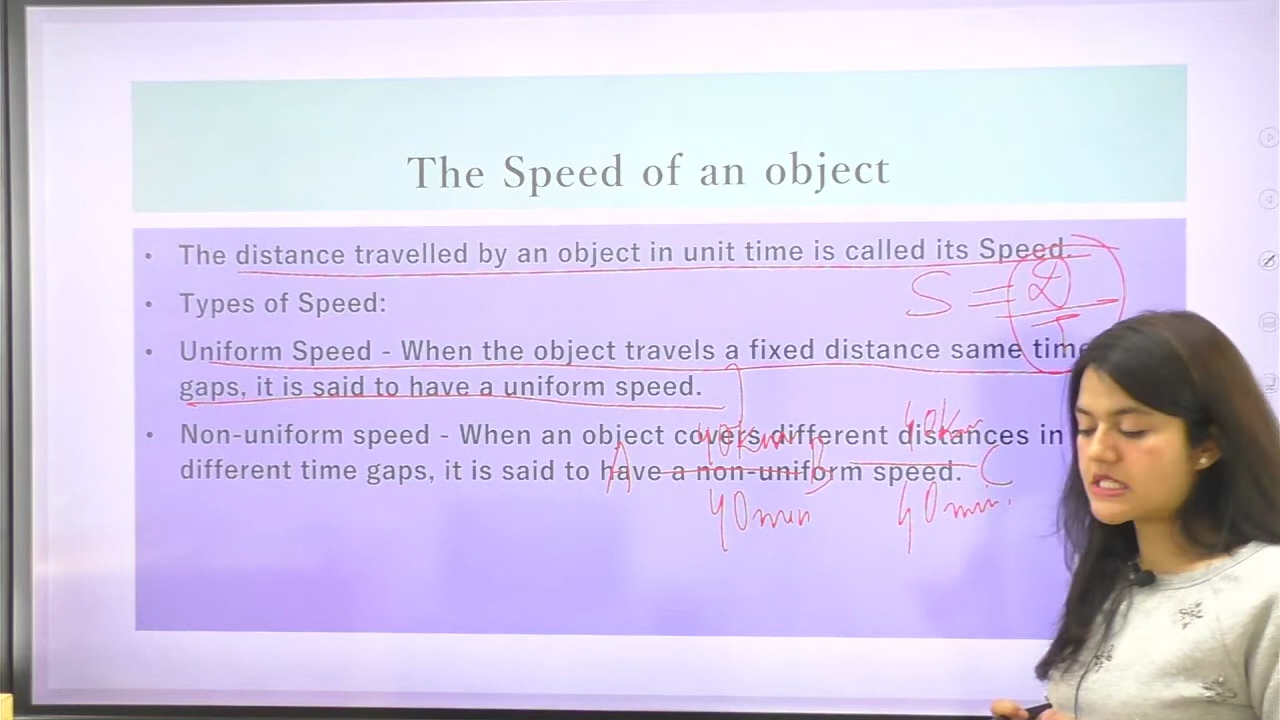 The Speed of an object
• The distance travelled by an object in unit time is called its Speed.
• Types of Speed:
S = D/T
• Uniform Speed - When the object travels a fixed distance same time
gaps, it is said to have a uniform speed.
40km 40km
• Non-uniform speed - When an object covers different distances in
different time gaps, it is said to have a non-uniform speed.
A B C
40min 40min.